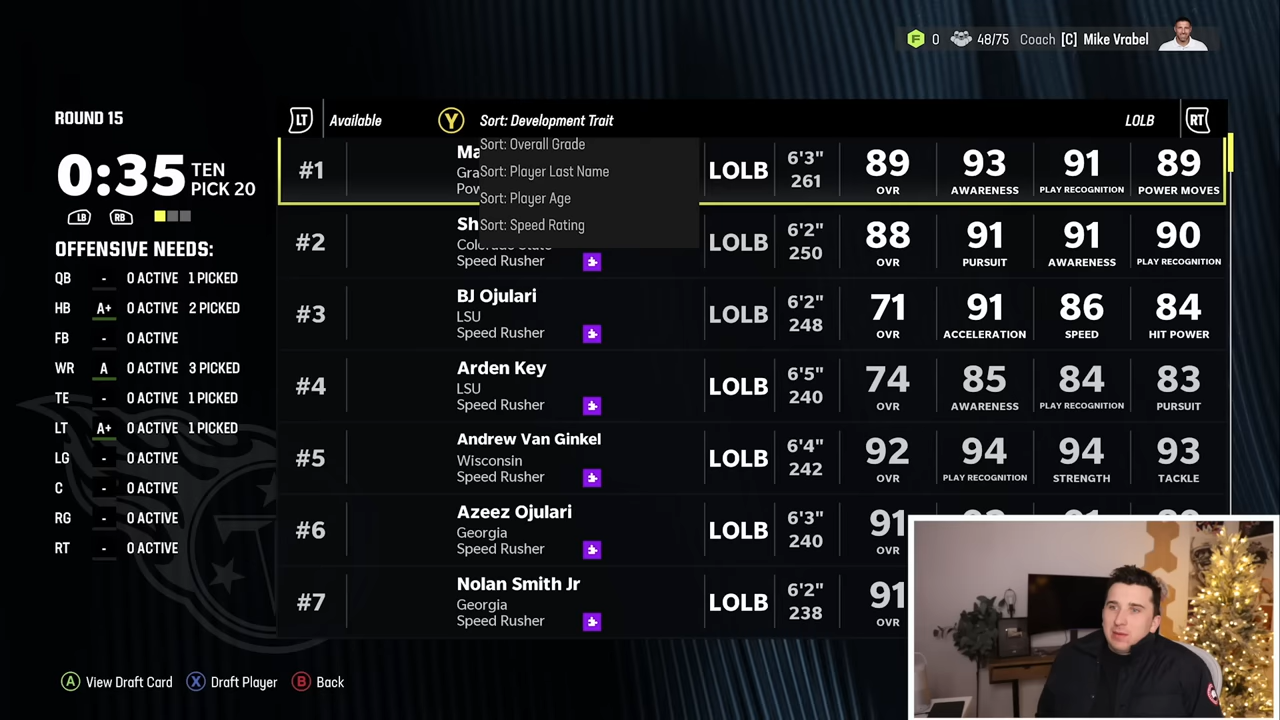 0 48/75 Coach [C] Mike Vrabel
ROUND 15
0:35 TEN
PICK 20
LB RB
OFFENSIVE NEEDS:
QB - 0 ACTIVE 1 PICKED
HB A+ 0 ACTIVE 2 PICKED
FB - 0 ACTIVE
WR A 0 ACTIVE 3 PICKED
TE - 0 ACTIVE 1 PICKED
LT A+ 0 ACTIVE 1 PICKED
LG - 0 ACTIVE
C - 0 ACTIVE
RG - 0 ACTIVE
RT - 0 ACTIVE
LT Available Y Sort: Development Trait LOLB RT
Sort: Overall Grade
Sort: Player Last Name
Sort: Player Age
Sort: Speed Rating
#1 LOLB 6'3" 261 89 OVR 93 AWARENESS 91 PLAY RECOGNITION 89 POWER MOVES
#2 LOLB 6'2" 250 88 OVR 91 PURSUIT 91 AWARENESS 90 PLAY RECOGNITION
Speed Rusher
#3 BJ Ojulari LOLB 6'2" 248 71 OVR 91 ACCELERATION 86 SPEED 84 HIT POWER
LSU
Speed Rusher
#4 Arden Key LOLB 6'5" 240 74 OVR 85 AWARENESS 84 PLAY RECOGNITION 83 PURSUIT
LSU
Speed Rusher
#5 Andrew Van Ginkel LOLB 6'4" 242 92 OVR 94 PLAY RECOGNITION 94 STRENGTH 93 TACKLE
Wisconsin
Speed Rusher
#6 Azeez Ojulari LOLB 6'3" 240 91 OVR
Georgia
Speed Rusher
#7 Nolan Smith Jr LOLB 6'2" 238 91 OVR
Georgia
Speed Rusher
A View Draft Card X Draft Player B Back